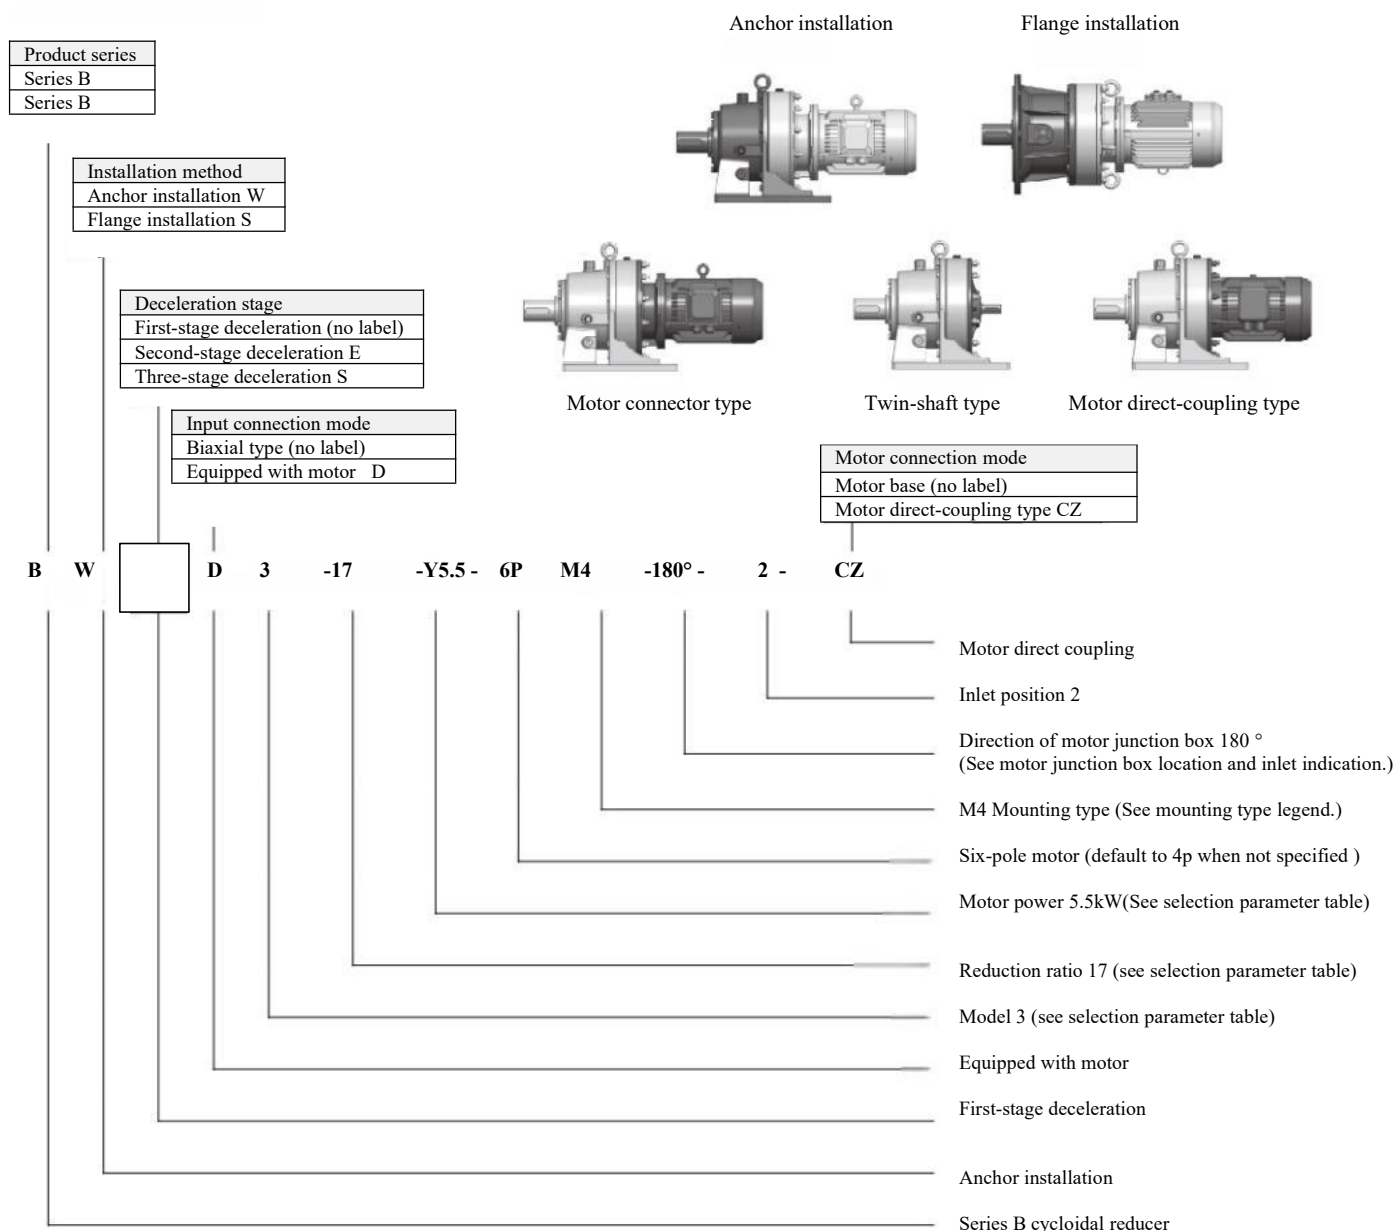 Anchor installation
Flange installation
Product series
Series B
Series B
Installation method
Anchor installation W
Flange installation S
Deceleration stage
First-stage deceleration (no label)
Second-stage deceleration E
Three-stage deceleration S
Motor connector type
Twin-shaft type
Motor direct-coupling type
Input connection mode
Biaxial type (no label)
Equipped with motor D
Motor connection mode
Motor base (no label)
Motor direct-coupling type CZ
B W D 3 -17 -Y5.5 - 6P M4 -180° - 2 - CZ
Motor direct coupling
Inlet position 2
Direction of motor junction box 180 °
(See motor junction box location and inlet indication.)
M4 Mounting type (See mounting type legend.)
Six-pole motor (default to 4p when not specified )
Motor power 5.5kW(See selection parameter table)
Reduction ratio 17 (see selection parameter table)
Model 3 (see selection parameter table)
Equipped with motor
First-stage deceleration
Anchor installation
Series B cycloidal reducer